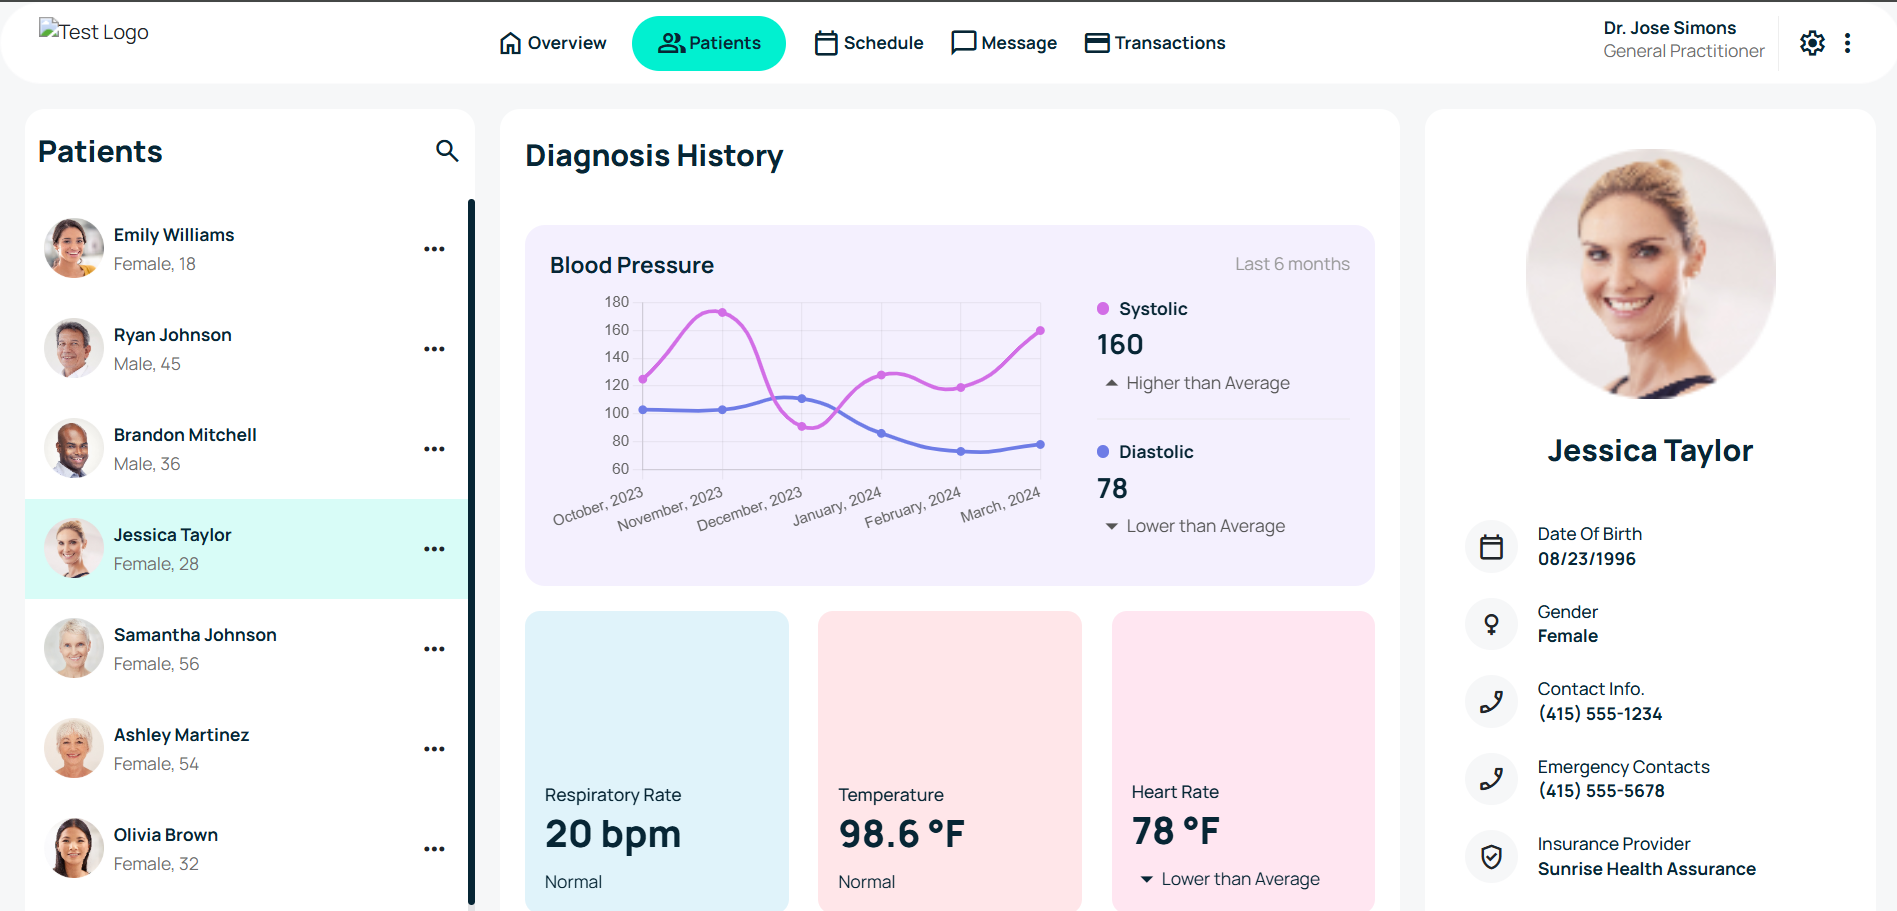 Test Logo
Overview
Patients
Schedule
Message
Transactions
Dr. Jose Simons
General Practitioner
Patients
Emily Williams
Female, 18
Ryan Johnson
Male, 45
Brandon Mitchell
Male, 36
Jessica Taylor
Female, 28
Samantha Johnson
Female, 56
Ashley Martinez
Female, 54
Olivia Brown
Female, 32
Diagnosis History
Blood Pressure
Last 6 months
180
160
140
120
100
80
60
October, 2023
November, 2023
December, 2023
January, 2024
February, 2024
March, 2024
Systolic
160
Higher than Average
Diastolic
78
Lower than Average
Respiratory Rate
20 bpm
Normal
Temperature
98.6 °F
Normal
Heart Rate
78 °F
Lower than Average
Jessica Taylor
Date Of Birth
08/23/1996
Gender
Female
Contact Info.
(415) 555-1234
Emergency Contacts
(415) 555-5678
Insurance Provider
Sunrise Health Assurance